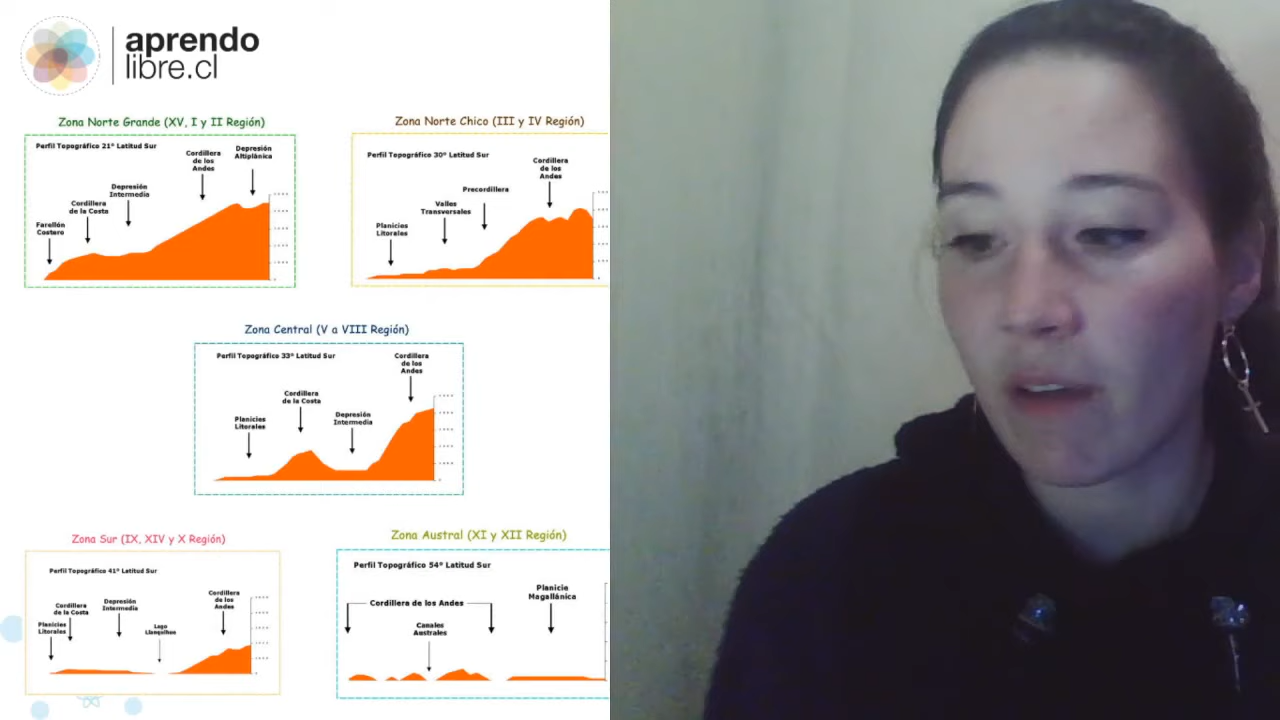 aprendo
libre.cl
Zona Norte Grande (XV, I y II Región)
Perfil Topográfico 21° Latitud Sur
Farellón
Costero
Cordillera
de la Costa
Depresión
Intermedia
Cordillera
de los
Andes
Depresión
Altiplánica
Zona Norte Chico (III y IV Región)
Perfil Topográfico 30° Latitud Sur
Planicies
Litorales
Valles
Transversales
Precordillera
Cordillera
de los
Andes
Zona Central (V a VIII Región)
Perfil Topográfico 33° Latitud Sur
Planicies
Litorales
Cordillera
de la Costa
Depresión
Intermedia
Cordillera
de los
Andes
Zona Sur (IX, XIV y X Región)
Perfil Topográfico 41° Latitud Sur
Planicies
Litorales
Cordillera
de la Costa
Depresión
Intermedia
Lago
Llanquihue
Cordillera
de los
Andes
Zona Austral (XI y XII Región)
Perfil Topográfico 54° Latitud Sur
Cordillera de los Andes
Canales
Australes
Planicie
Magallánica